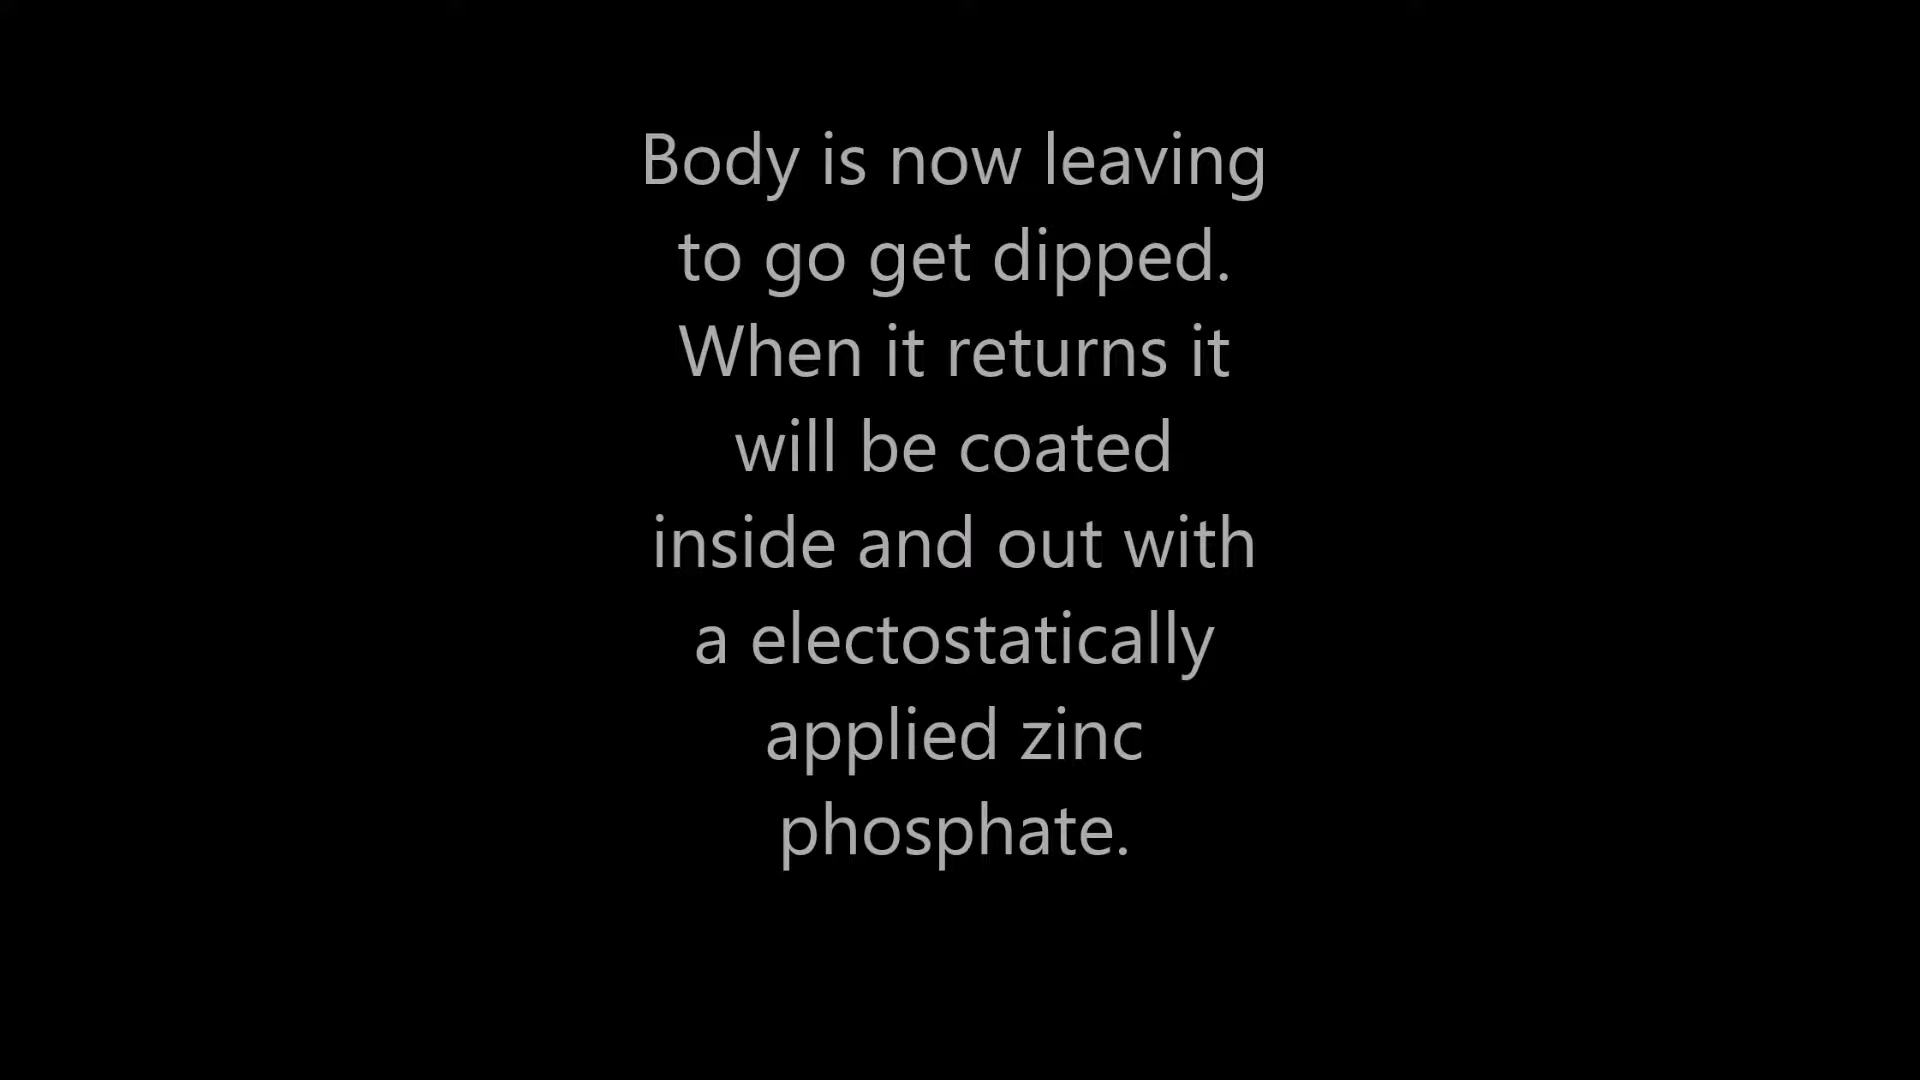 Body is now leaving
to go get dipped.
When it returns it
will be coated
inside and out with
a electostatically
applied zinc
phosphate.